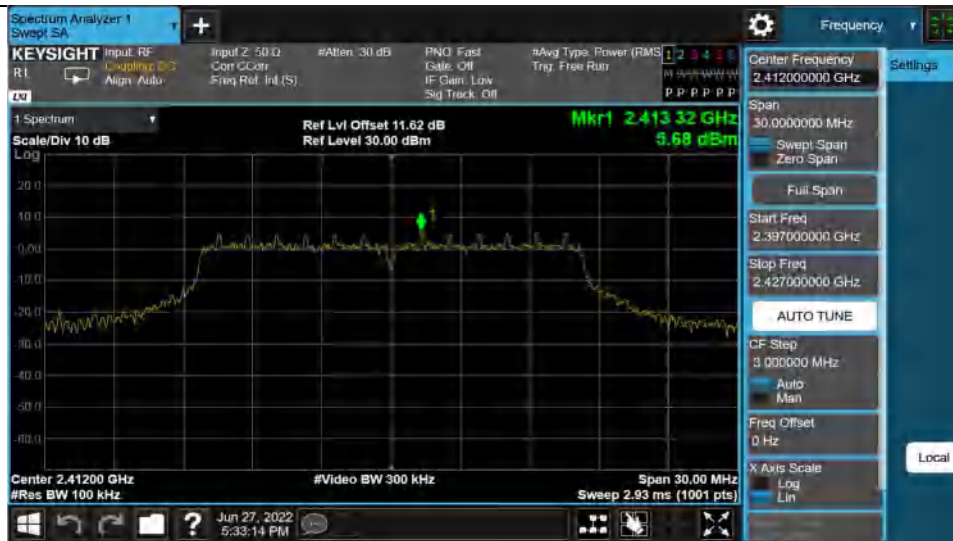 Spectrum Analyzer 1
Swept SA
+
Frequency
KEYSIGHT
Input: RF
Coupling: DC
Align: Auto
Input Z: 50 Ω
Corr CCorr
Freq Ref: Int (S)
#Atten: 30 dB
PNO: Fast
Gate: Off
IF Gain: Low
Sig Track: Off
#Avg Type: Power (RMS
Trig: Free Run
1 2 3 4 5 6
P P P P P P
LXI
1 Spectrum
Scale/Div 10 dB
Log
Ref Lvl Offset 11.62 dB
Ref Level 30.00 dBm
Mkr1 2.413 32 GHz
5.68 dBm
1
20.0
10.0
0.00
-10.0
-20.0
-30.0
-40.0
-50.0
-60.0
Center 2.41200 GHz
#Res BW 100 kHz
#Video BW 300 kHz
Span 30.00 MHz
Sweep 2.93 ms (1001 pts)
Jun 27, 2022
5:33:14 PM
?
Center Frequency
2.412000000 GHz
Settings
Span
30.0000000 MHz
Swept Span
Zero Span
Full Span
Start Freq
2.397000000 GHz
Stop Freq
2.427000000 GHz
AUTO TUNE
CF Step
3.000000 MHz
Auto
Man
Freq Offset
0 Hz
X Axis Scale
Log
Lin
Local